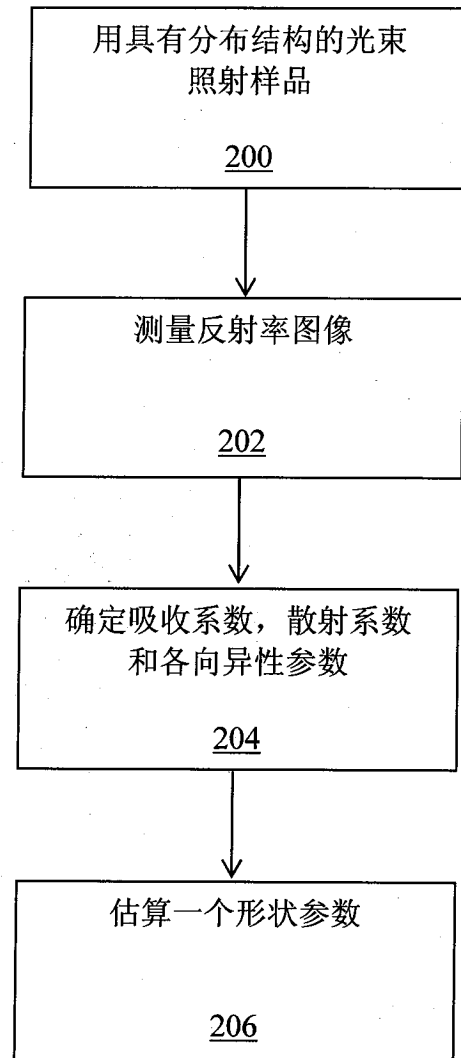 用具有分布结构的光束
照射样品
200
测量反射率图像
202
确定吸收系数，散射系数
和各向异性参数
204
估算一个形状参数
206